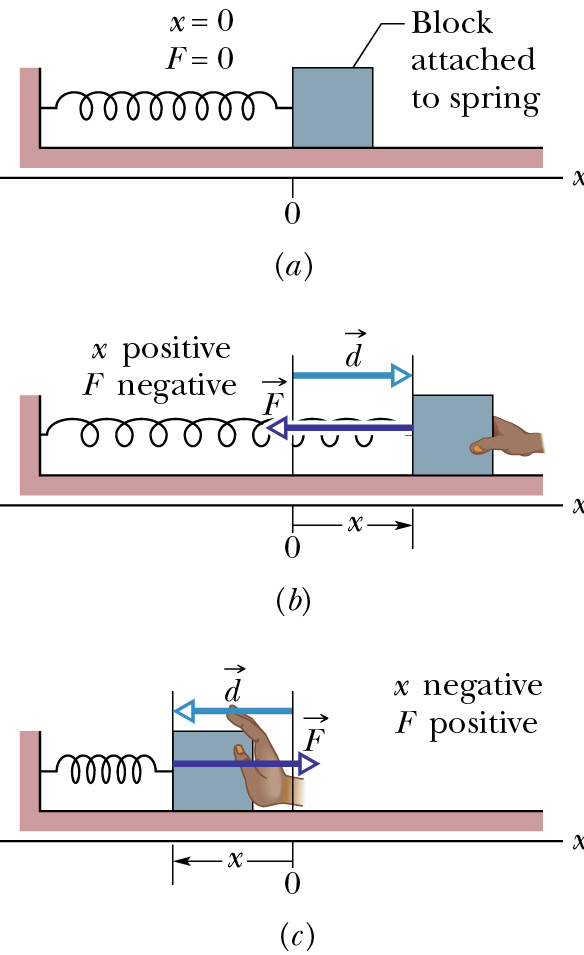 x = 0
F = 0
Block
attached
to spring
x
0
(a)
x positive
F negative
d
F
x
x
0
(b)
d
x negative
F positive
F
x
x
0
(c)